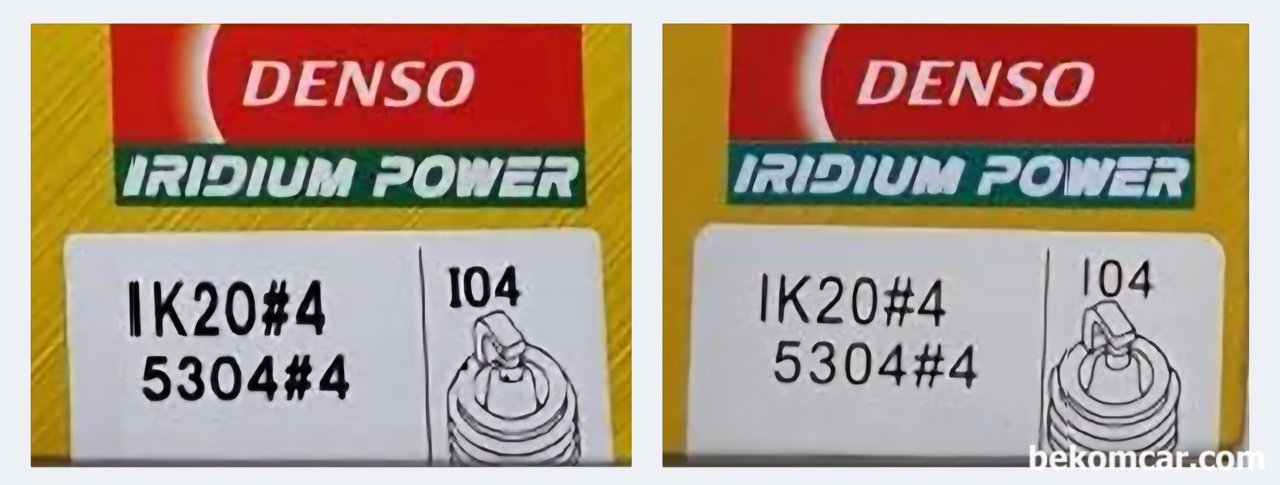 DENSO
IRIDIUM POWER
IK20#4
5304#4
I04
DENSO
IRIDIUM POWER
IK20#4
5304#4
I04
bekomcar.com